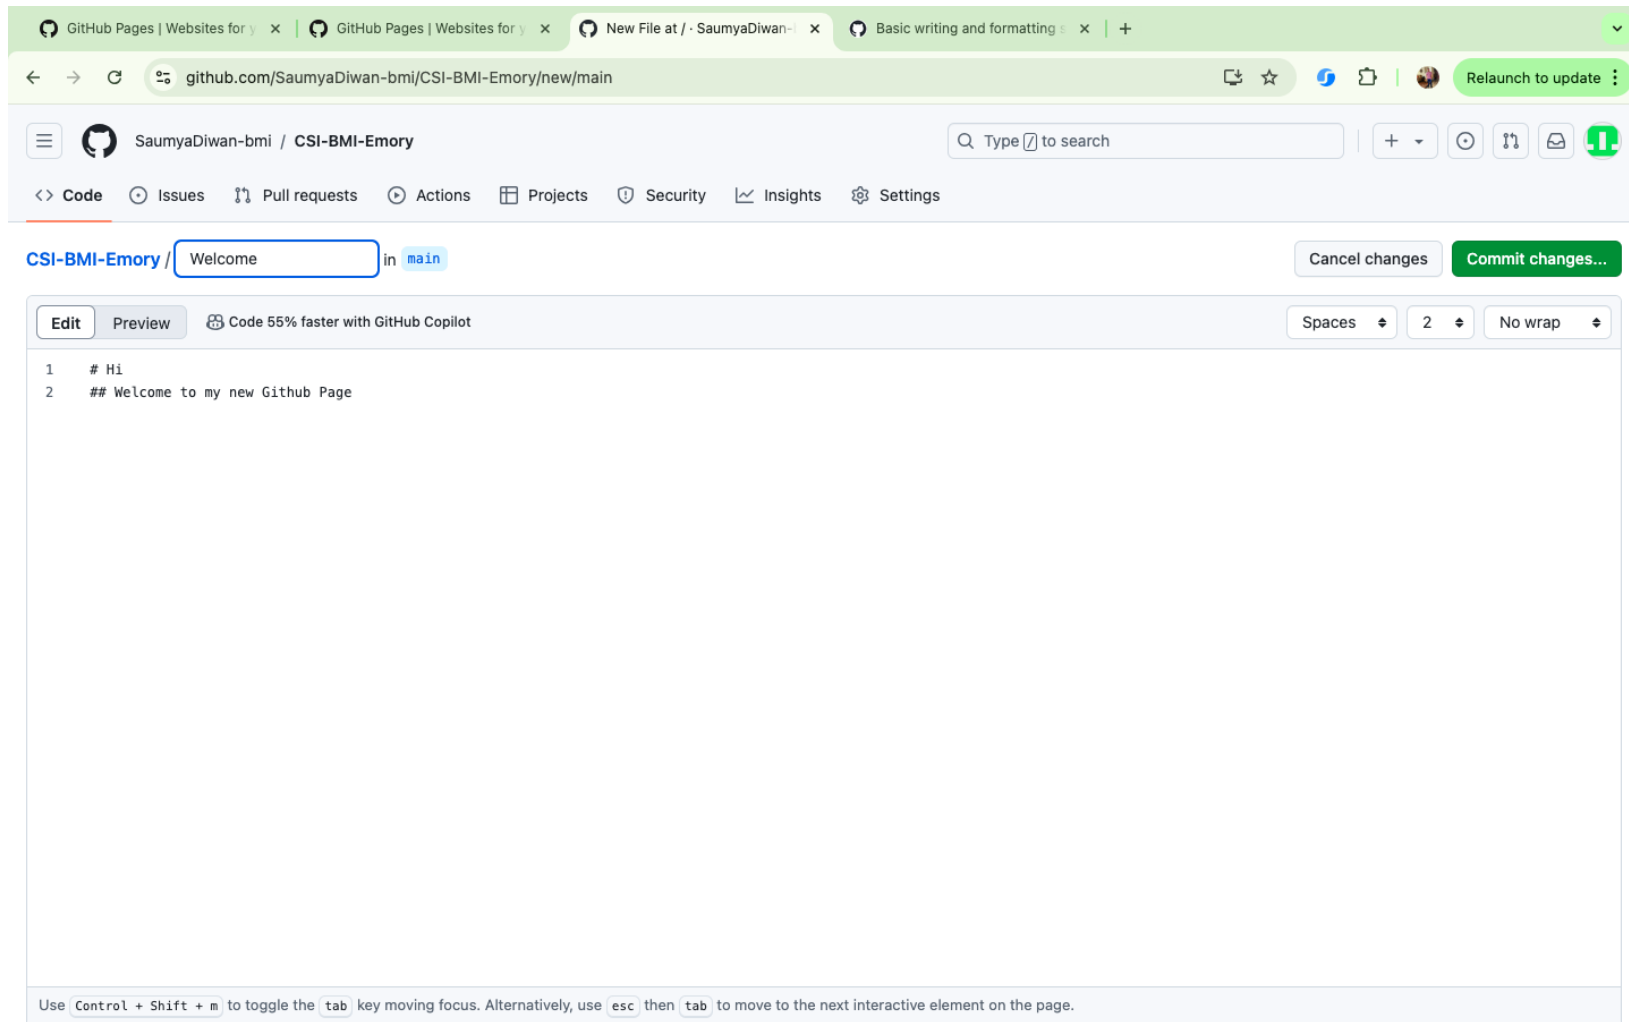 GitHub Pages | Websites for y
GitHub Pages | Websites for y
New File at / · SaumyaDiwan-
Basic writing and formatting s
github.com/SaumyaDiwan-bmi/CSI-BMI-Emory/new/main
Relaunch to update
SaumyaDiwan-bmi / CSI-BMI-Emory
Type / to search
Code Issues Pull requests Actions Projects Security Insights Settings
CSI-BMI-Emory / Welcome in main
Cancel changes Commit changes...
Edit Preview Code 55% faster with GitHub Copilot
Spaces 2 No wrap
1 # Hi
2 ## Welcome to my new Github Page
Use Control + Shift + m to toggle the tab key moving focus. Alternatively, use esc then tab to move to the next interactive element on the page.